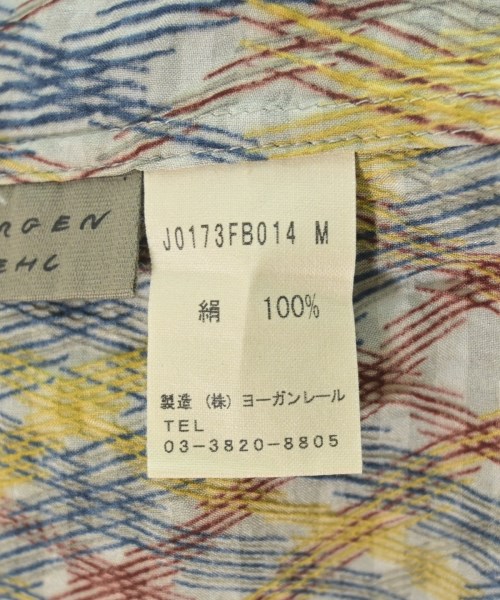 RGEN
EHL
J0173FB014 M
絹 100%
製造 (株) ヨーガンレール
TEL
03-3820-8805